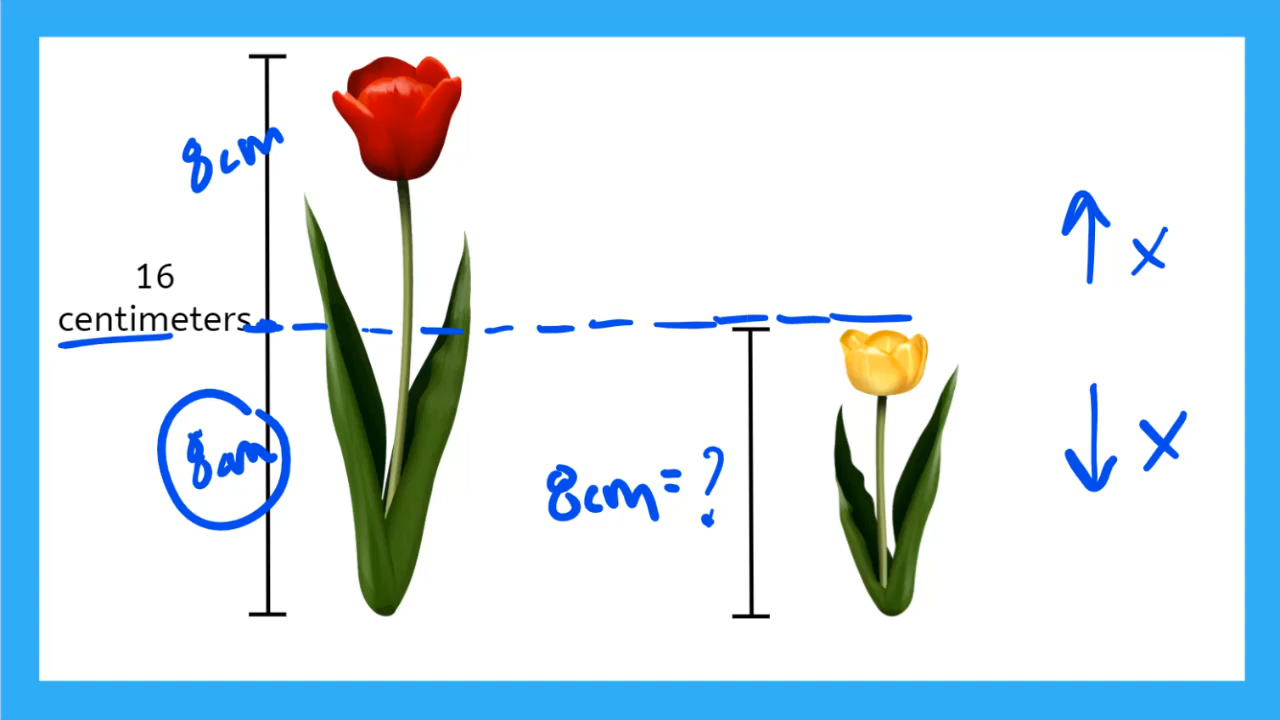 8cm
16
centimeters
8cm
8cm = ?
x
x